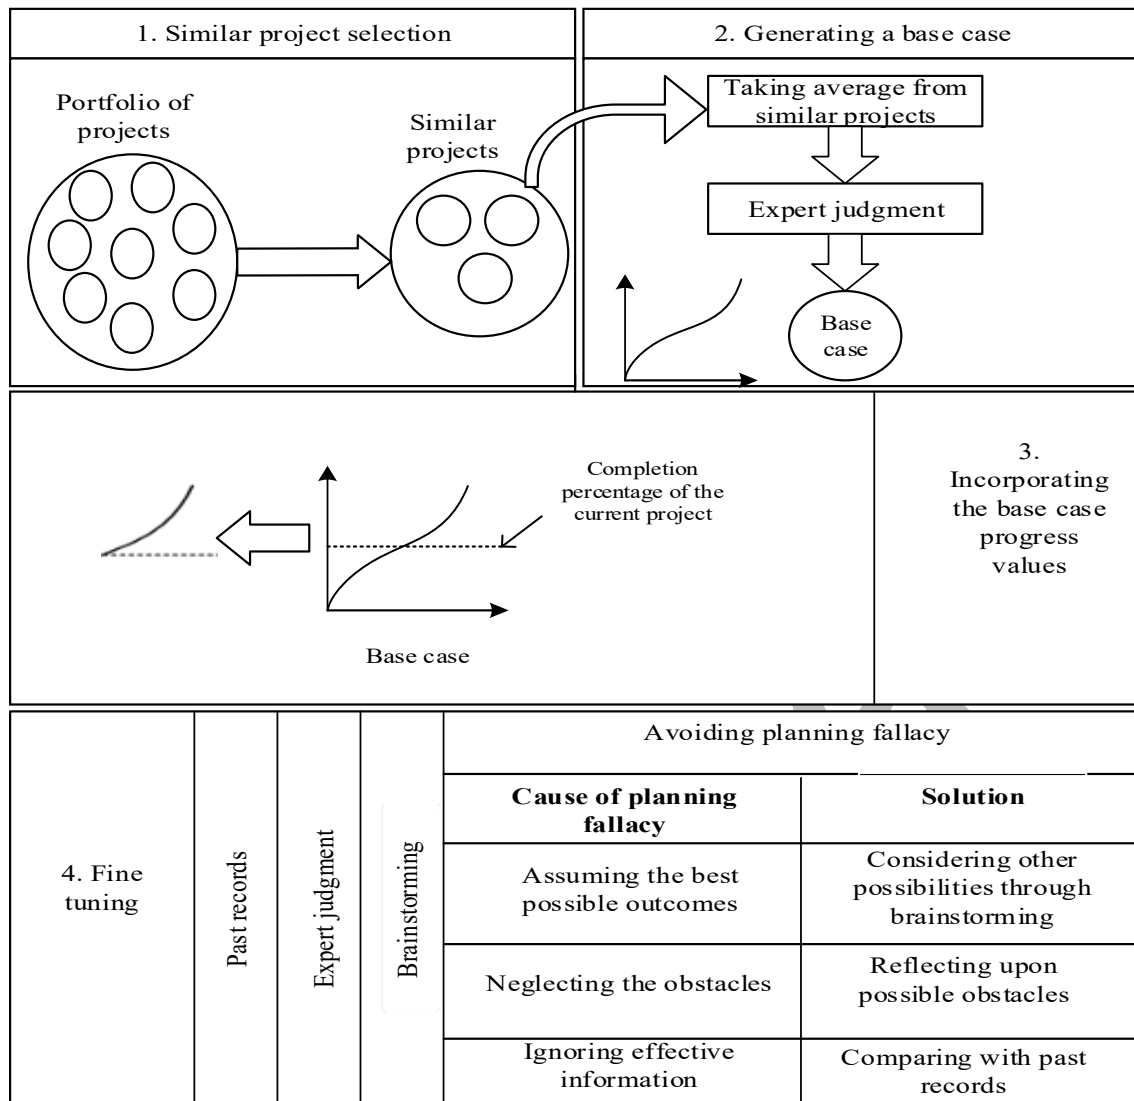 1. Similar project selection
2. Generating a base case
Portfolio of
projects
Similar
projects
Taking average from
similar projects
Expert judgment
Base
case
Completion
percentage of the
current project
Base case
3.
Incorporating
the base case
progress
values
4. Fine
tuning
Past records
Expert judgment
Brainstorming
Avoiding planning fallacy
Cause of planning
fallacy
Solution
Assuming the best
possible outcomes
Considering other
possibilities through
brainstorming
Neglecting the obstacles
Reflecting upon
possible obstacles
Ignoring effective
information
Comparing with past
records